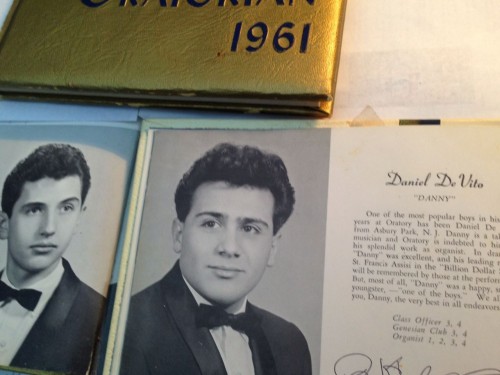 ORATORIAN
1961
Daniel De Vito
"DANNY"
One of the most popular boys in his
years at Oratory has been Daniel De
from Asbury Park, N. J. Danny is a tal
musician and Oratory is indebted to him
his splendid work as organist. In dra
"Danny" was excellent, and his leading
St. Francis Assisi in the "Billion Dollar
will be remembered by those at the perfor
But, most of all, "Danny" was a happy, w
youngster, —"one of the boys." We
you, Danny, the very best in all endeavors
Class Officer 3, 4
Genesian Club 3, 4
Organist 1, 2, 3, 4